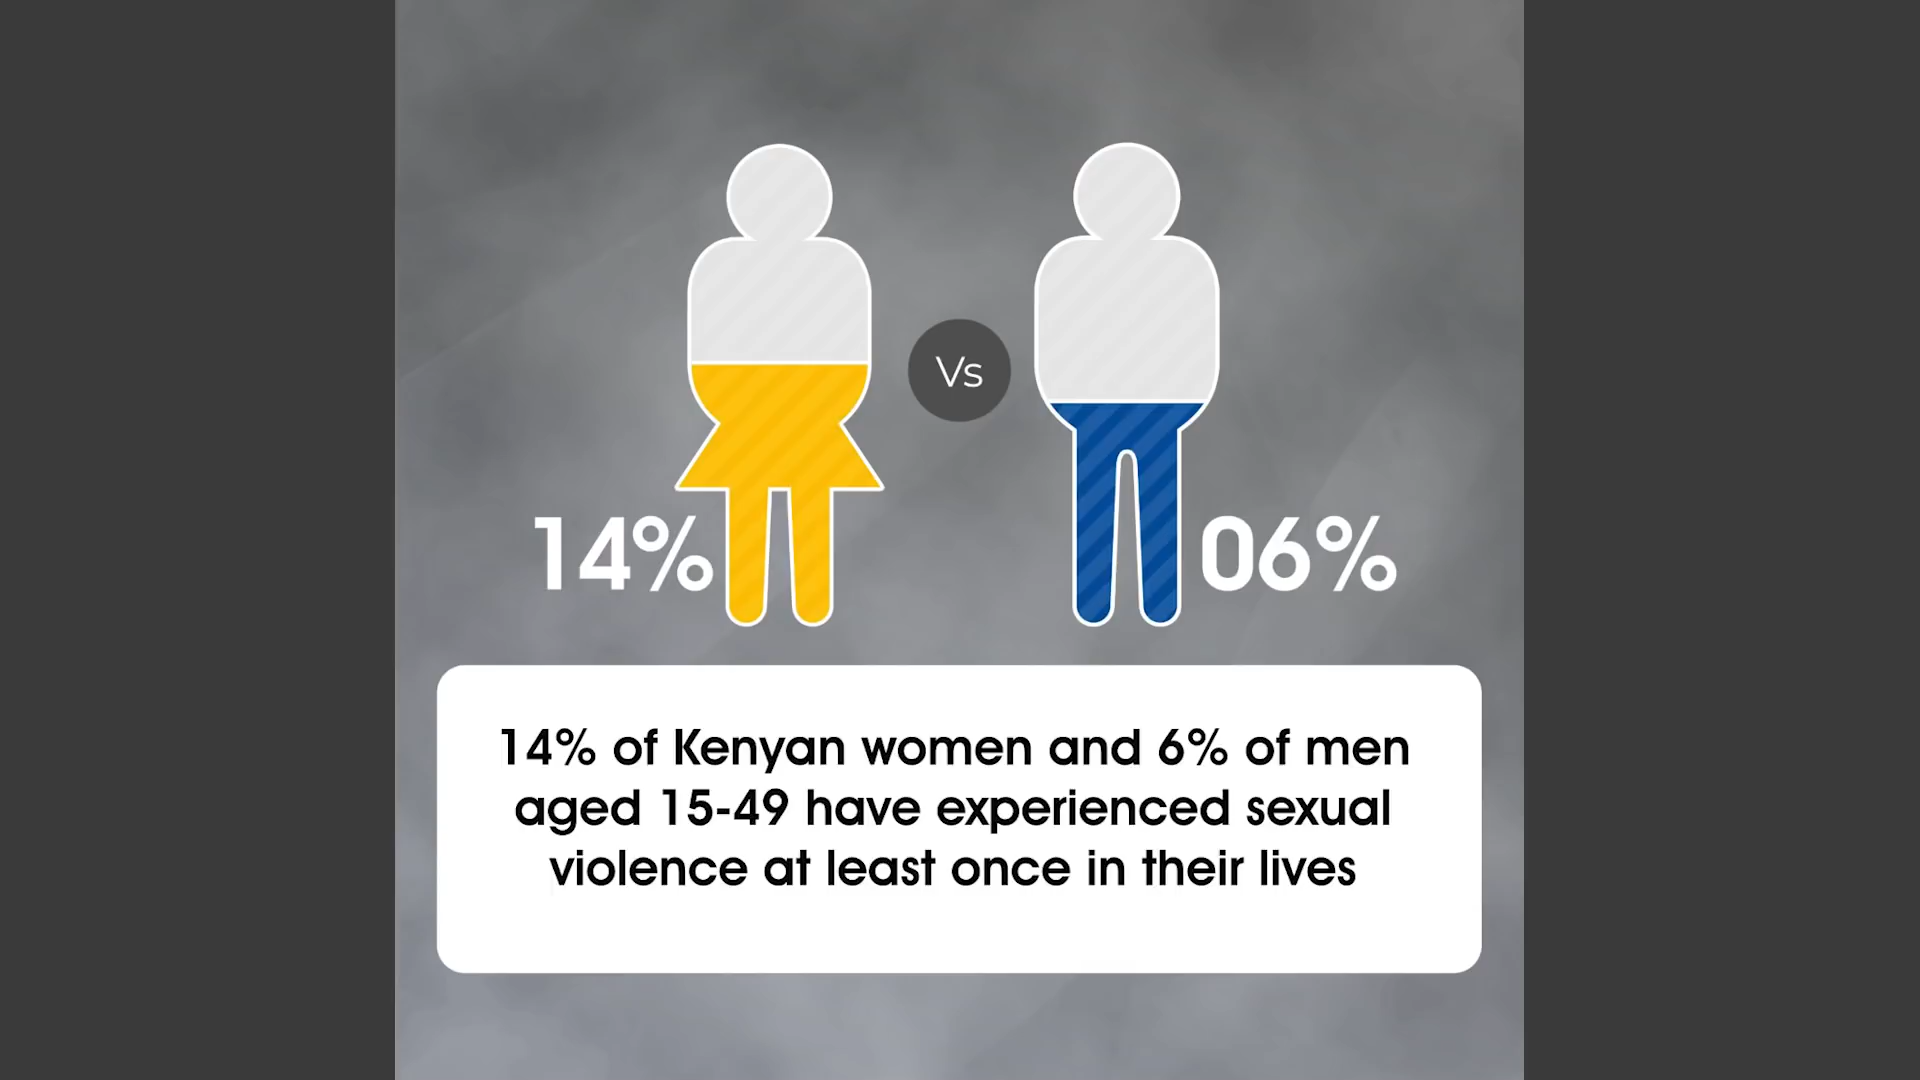 Vs
14%
06%
14% of Kenyan women and 6% of men
aged 15-49 have experienced sexual
violence at least once in their lives